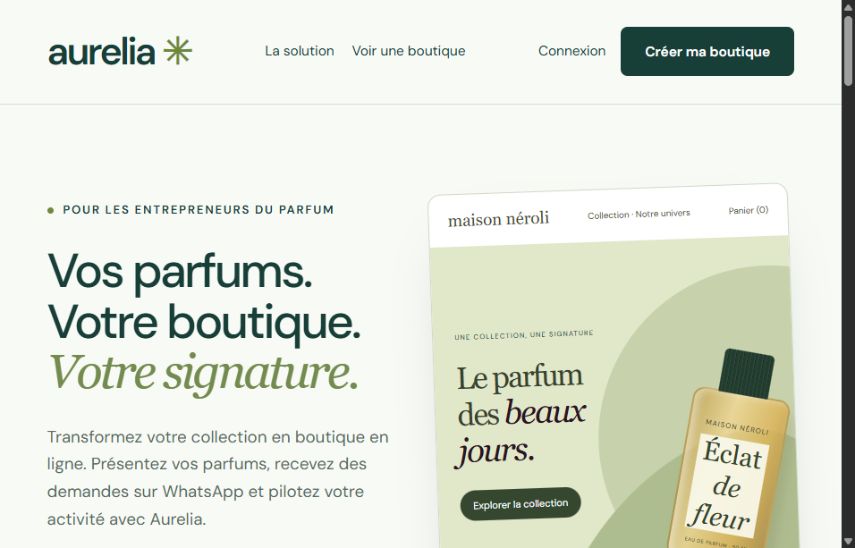 aurelia
La solution
Voir une boutique
Connexion
Créer ma boutique
POUR LES ENTREPRENEURS DU PARFUM
Vos parfums.
Votre boutique.
Votre signature.
Transformez votre collection en boutique en
ligne. Présentez vos parfums, recevez des
demandes sur WhatsApp et pilotez votre
activité avec Aurelia.
maison néroli
Collection · Notre univers
Panier (0)
UNE COLLECTION, UNE SIGNATURE
Le parfum
des beaux
jours.
Explorer la collection
MAISON NÉROLI
Éclat
de
fleur
EAU DE PARFUM